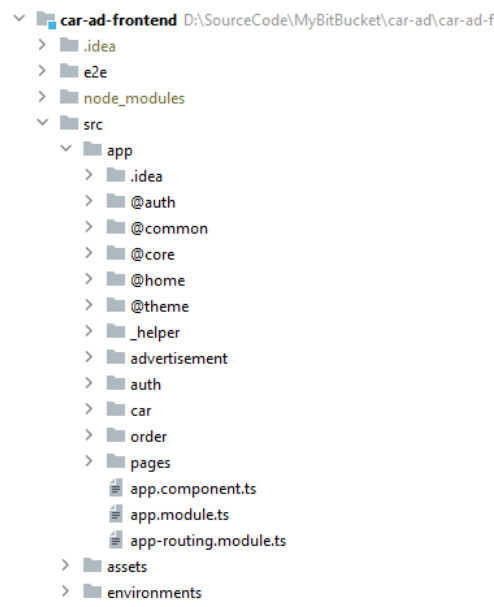 car-ad-frontend D:\SourceCode\MyBitBucket\car-ad\car-ad-f
.idea
e2e
node_modules
src
app
.idea
@auth
@common
@core
@home
@theme
_helper
advertisement
auth
car
order
pages
app.component.ts
app.module.ts
app-routing.module.ts
assets
environments